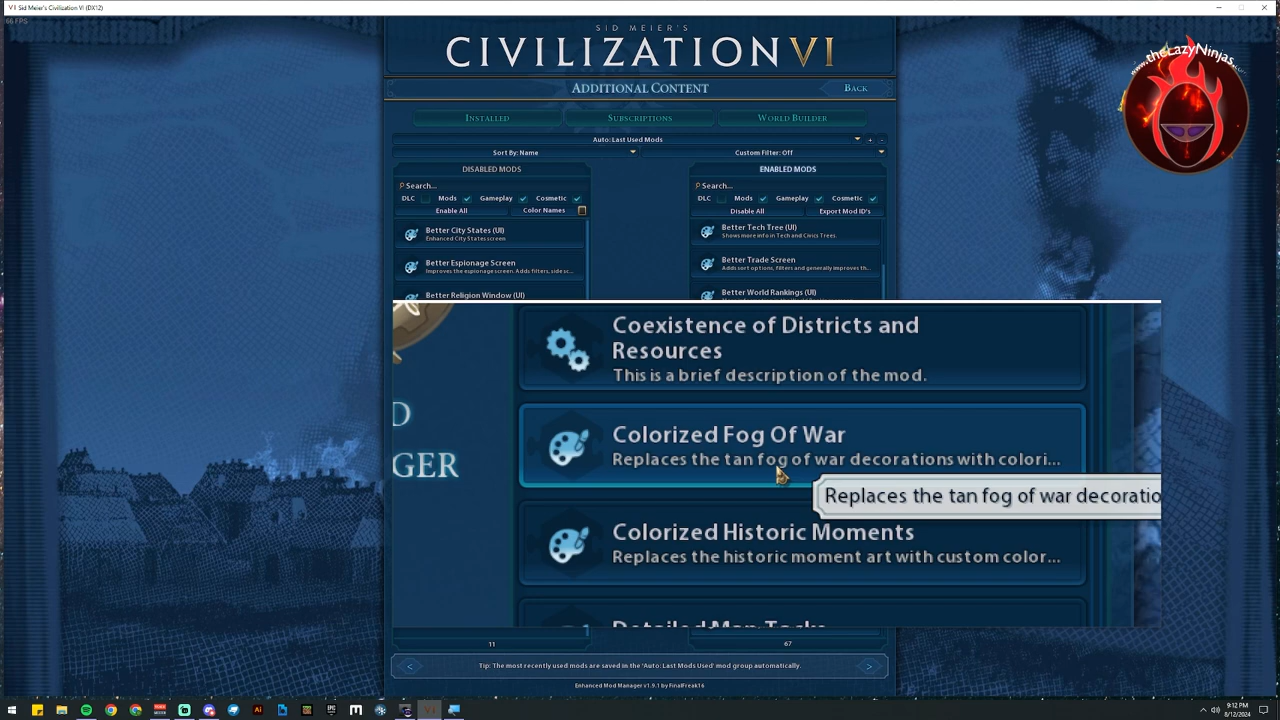 Sid Meier's Civilization VI (DX12)
66 FPS
SID MEIER'S
CIVILIZATION VI
ADDITIONAL CONTENT
BACK
www.theLazyNinjas.com
INSTALLED
SUBSCRIPTIONS
WORLD BUILDER
Auto: Last Used Mods
+ -
Sort By: Name
Custom Filter: Off
DISABLED MODS
Search...
DLC Mods Gameplay Cosmetic
Enable All Color Names
Better City States (UI)
Enhanced City States screen
Better Espionage Screen
Improves the espionage screen. Adds filters, side sc...
Better Religion Window (UI)
ENABLED MODS
Search...
DLC Mods Gameplay Cosmetic
Disable All Export Mod ID's
Better Tech Tree (UI)
Shows more info in Tech and Civics Trees.
Better Trade Screen
Adds sort options, filters and generally improves th...
Better World Rankings (UI)
D
GER
Coexistence of Districts and
Resources
This is a brief description of the mod.
Colorized Fog Of War
Replaces the tan fog of war decorations with colori...
Replaces the tan fog of war decoratio
Colorized Historic Moments
Replaces the historic moment art with custom color...
Detailed Map Tacks
11
67
<
Tip: The most recently used mods are saved in the 'Auto: Last Mods Used' mod group automatically.
>
Enhanced Mod Manager v1.9.1 by FinalFreak16
9:12 PM
8/12/2024